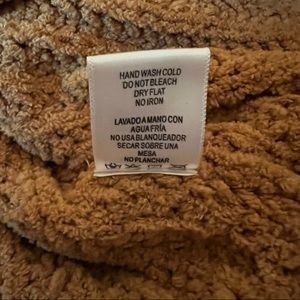 HAND WASH COLD
DO NOT BLEACH
DRY FLAT
NO IRON
LAVADO A MANO CON
AGUA FRÍA
NO USA BLANQUEADOR
SECAR SOBRE UNA
MESA
NO PLANCHAR